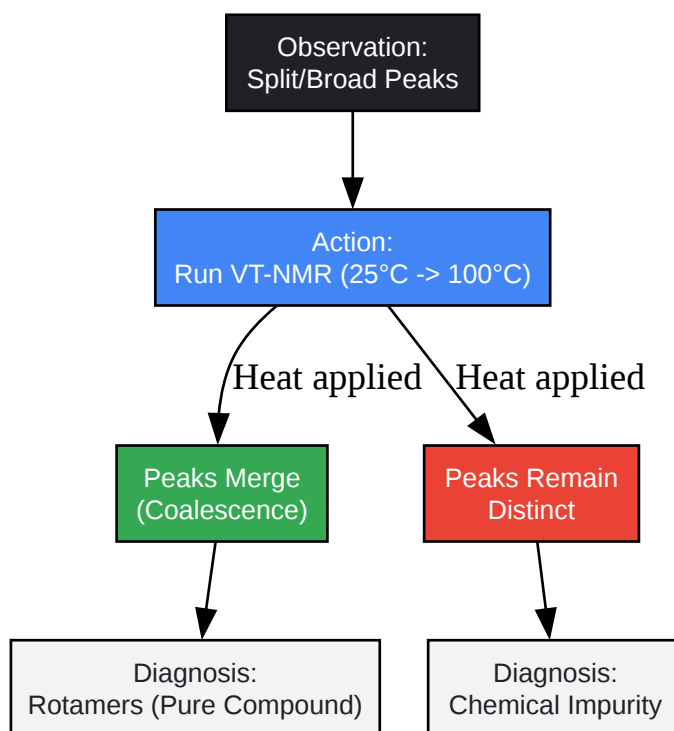 Observation:
Split/Broad Peaks
Action:
Run VT-NMR (25°C -> 100°C)
Heat applied
Heat applied
Peaks Merge
(Coalescence)
Peaks Remain
Distinct
Diagnosis:
Rotamers (Pure Compound)
Diagnosis:
Chemical Impurity